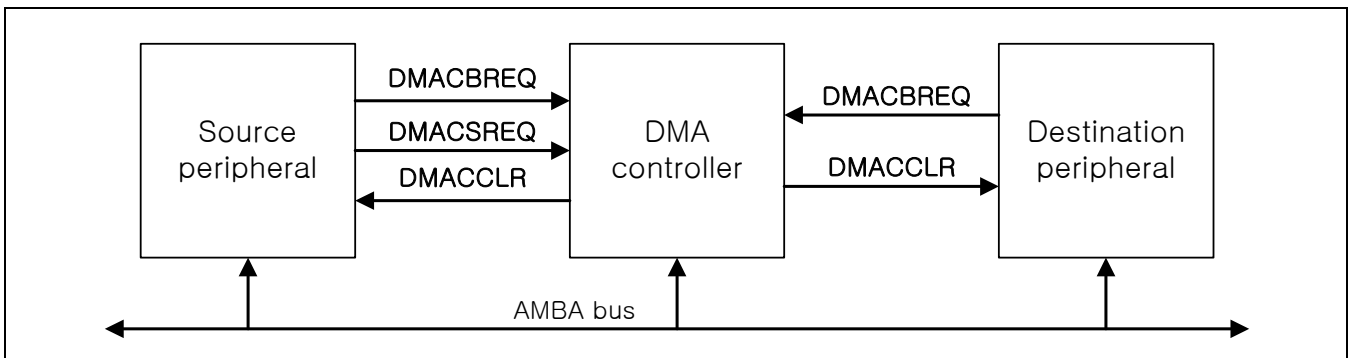 DMACBREQ
DMACBREQ
Source
peripheral
DMACSREQ
DMA
controller
Destination
peripheral
DMACCLR
DMACCLR
AMBA bus